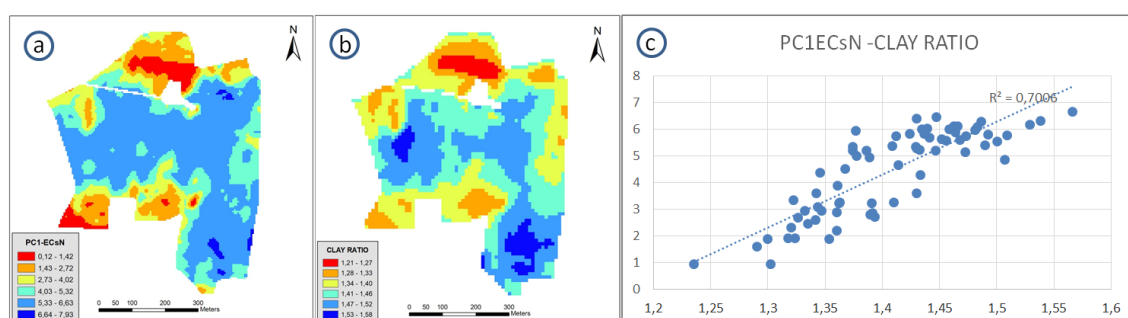 a
N
PC1-ECsN
0,12 - 1,42
1,43 - 2,72
2,73 - 4,02
4,03 - 5,32
5,33 - 6,63
6,64 - 7,93
0 50 100 200 300
Meters
b
N
CLAY RATIO
1,21 - 1,27
1,28 - 1,33
1,34 - 1,40
1,41 - 1,46
1,47 - 1,52
1,53 - 1,58
0 50 100 200 300
Meters
c
PC1ECsN -CLAY RATIO
R² = 0,7006
8
7
6
5
4
3
2
1
0
1,2 1,25 1,3 1,35 1,4 1,45 1,5 1,55 1,6